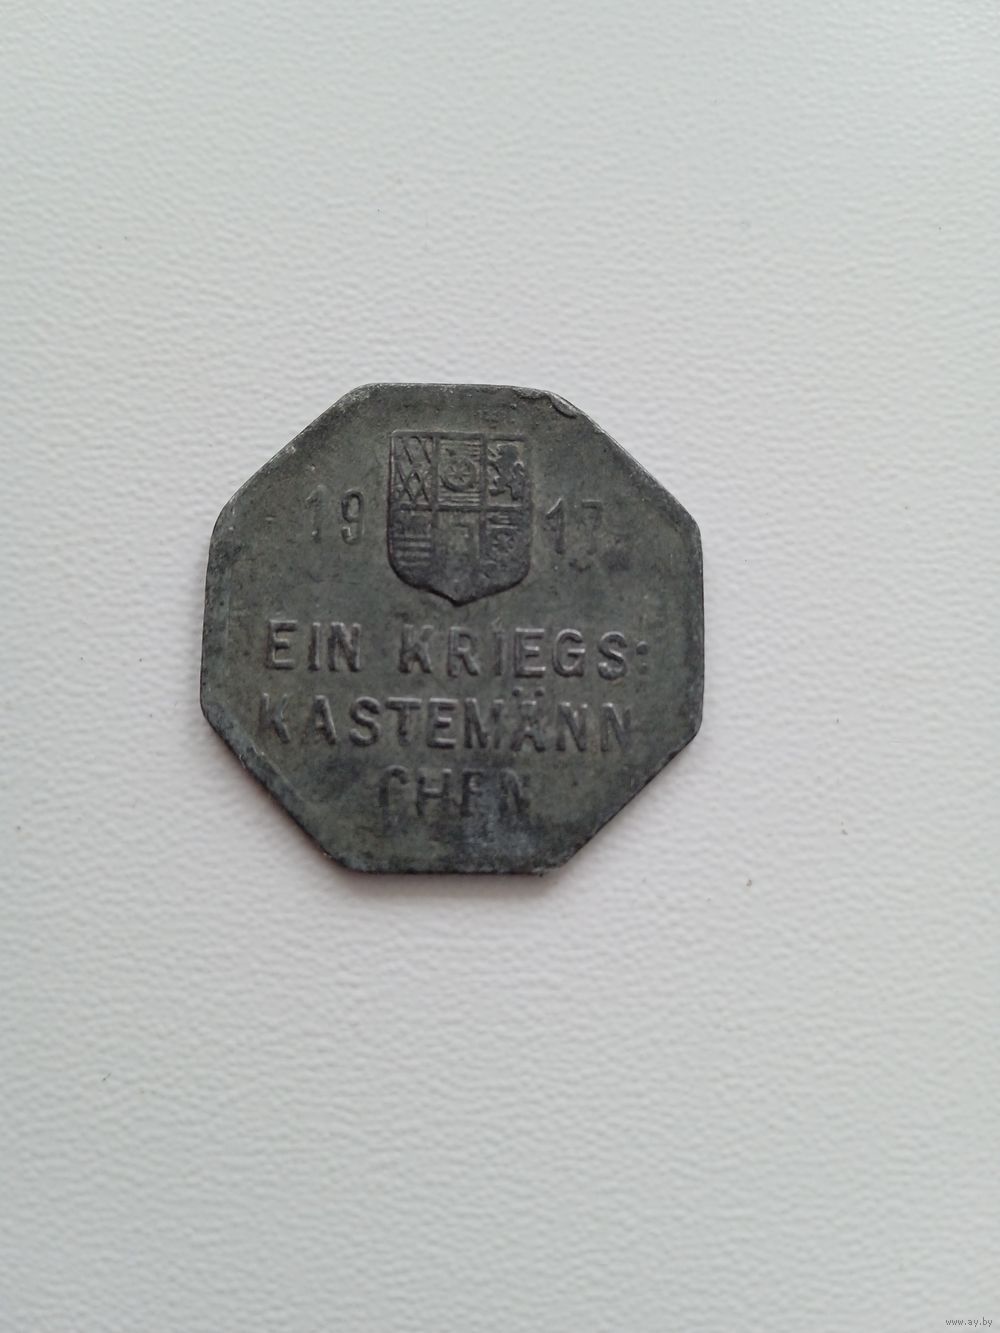 19 17
EIN KRIEGS:
KASTEMÄNN
CHEN
www.ay.by